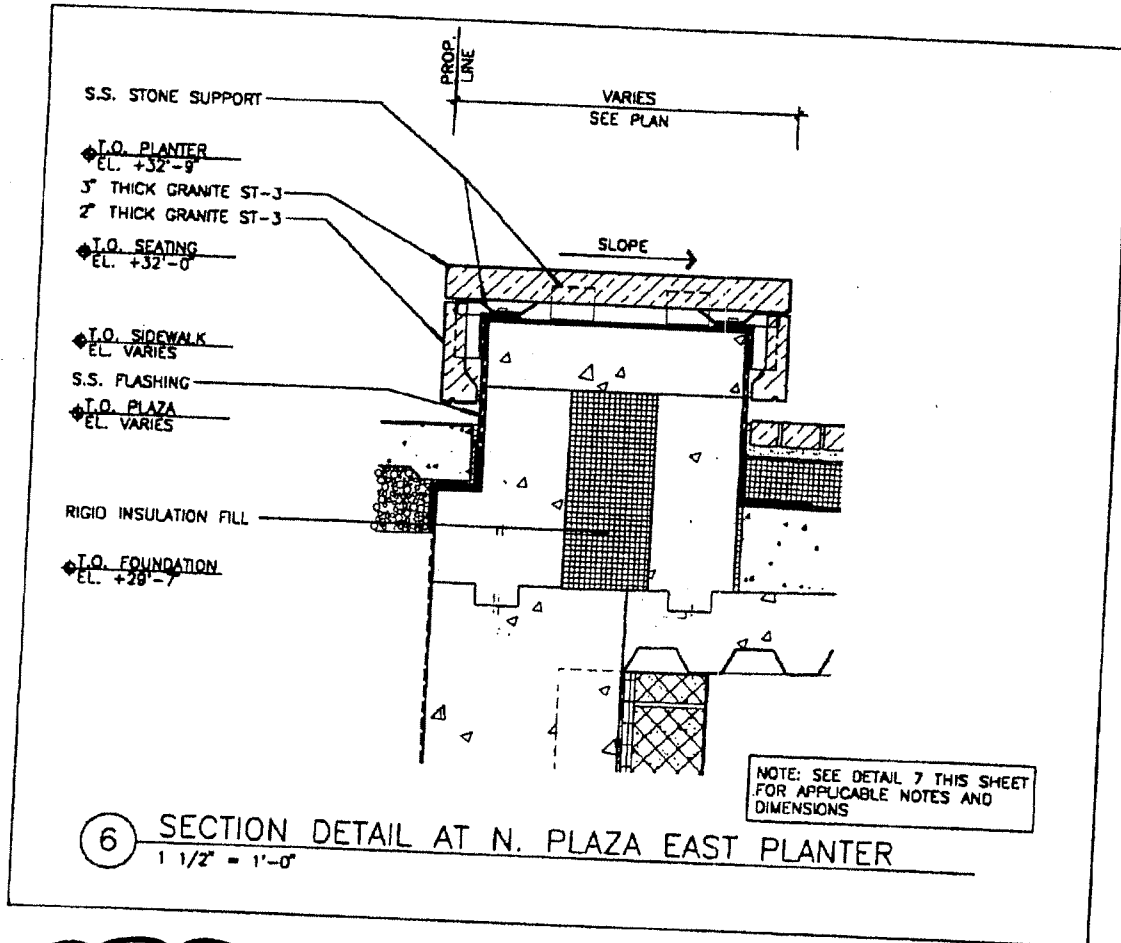 PROP.
LINE
VARIES
SEE PLAN
S.S. STONE SUPPORT
T.O. PLANTER
EL. +32'-9"
3" THICK GRANITE ST-3
2" THICK GRANITE ST-3
T.O. SEATING
EL. +32'-0"
SLOPE
T.O. SIDEWALK
EL. VARIES
S.S. FLASHING
T.O. PLAZA
EL. VARIES
RIGID INSULATION FILL
T.O. FOUNDATION
EL. +29'-7"
NOTE: SEE DETAIL 7 THIS SHEET
FOR APPLICABLE NOTES AND
DIMENSIONS
6 SECTION DETAIL AT N. PLAZA EAST PLANTER
1 1/2" = 1'-0"